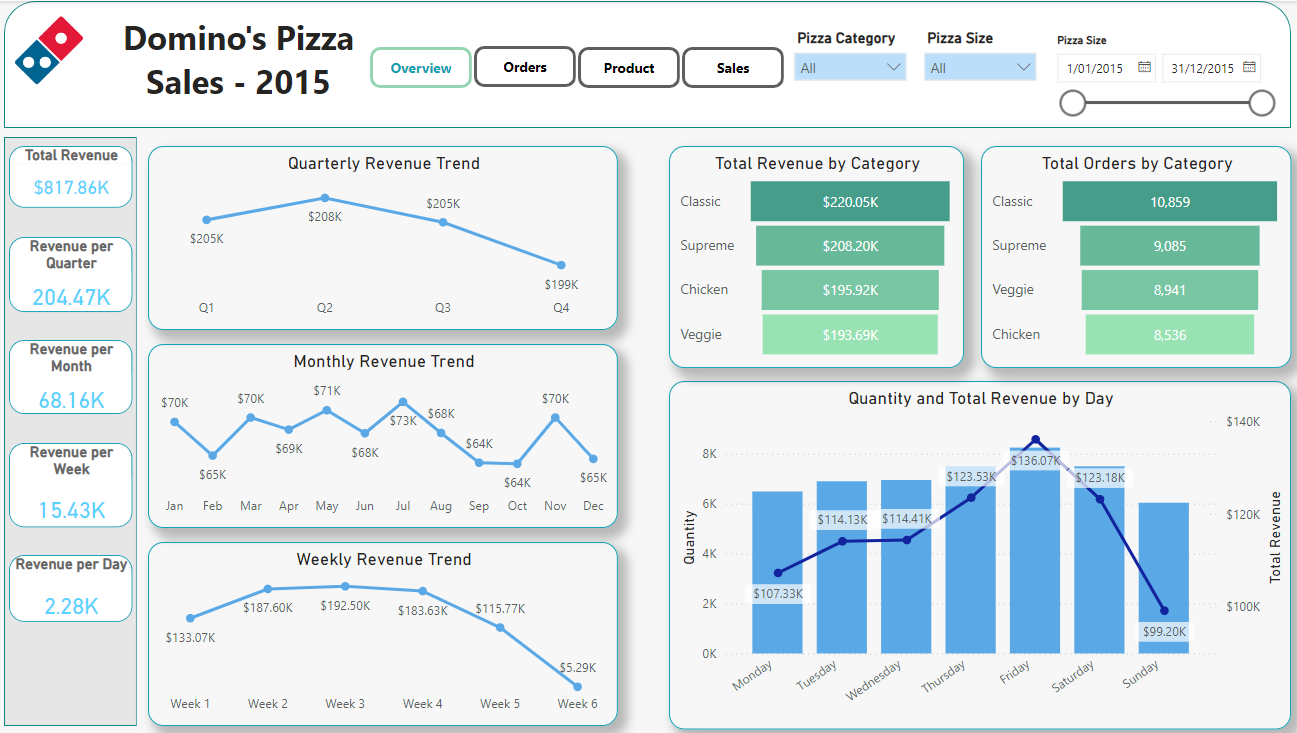 Domino's Pizza
Sales - 2015
Overview
Orders
Product
Sales
Pizza Category
All
Pizza Size
All
Pizza Size
1/01/2015
31/12/2015
Total Revenue
$817.86K
Revenue per
Quarter
204.47K
Revenue per
Month
68.16K
Revenue per
Week
15.43K
Revenue per Day
2.28K
Quarterly Revenue Trend
$205K
$208K
$205K
$199K
Q1 Q2 Q3 Q4
Monthly Revenue Trend
$70K
$65K
$70K
$69K
$71K
$68K
$73K
$68K
$64K
$64K
$70K
$65K
Jan Feb Mar Apr May Jun Jul Aug Sep Oct Nov Dec
Weekly Revenue Trend
$133.07K
$187.60K
$192.50K
$183.63K
$115.77K
$5.29K
Week 1 Week 2 Week 3 Week 4 Week 5 Week 6
Total Revenue by Category
Classic $220.05K
Supreme $208.20K
Chicken $195.92K
Veggie $193.69K
Total Orders by Category
Classic 10,859
Supreme 9,085
Veggie 8,941
Chicken 8,536
Quantity and Total Revenue by Day
Quantity
8K
6K
4K
2K
0K
$107.33K
$114.13K
$114.41K
$123.53K
$136.07K
$123.18K
$99.20K
$140K
$120K
$100K
Total Revenue
Monday Tuesday Wednesday Thursday Friday Saturday Sunday